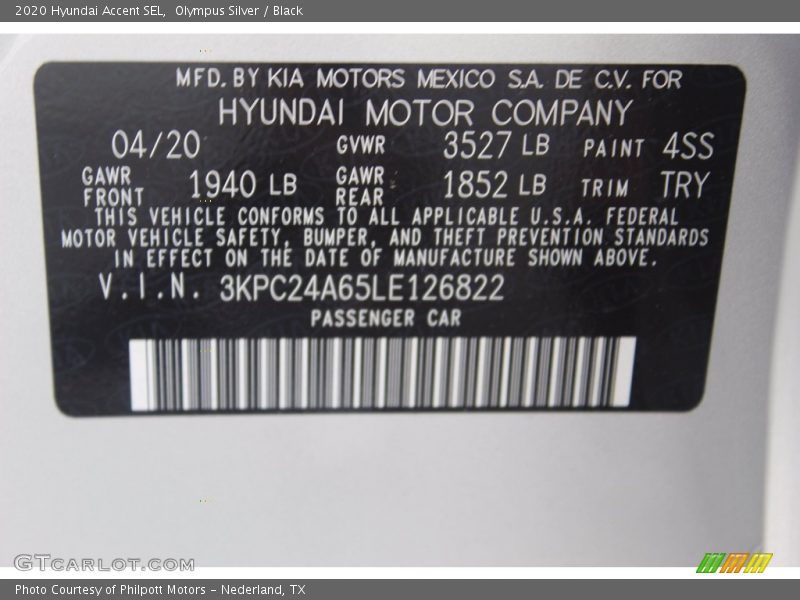 2020 Hyundai Accent SEL, Olympus Silver / Black
MFD. BY KIA MOTORS MEXICO S.A. DE C.V. FOR
HYUNDAI MOTOR COMPANY
04/20 GVWR 3527 LB PAINT 4SS
GAWR FRONT 1940 LB GAWR REAR 1852 LB TRIM TRY
THIS VEHICLE CONFORMS TO ALL APPLICABLE U.S.A. FEDERAL
MOTOR VEHICLE SAFETY, BUMPER, AND THEFT PREVENTION STANDARDS
IN EFFECT ON THE DATE OF MANUFACTURE SHOWN ABOVE.
V.I.N. 3KPC24A65LE126822
PASSENGER CAR
GTCARLOT.COM
Photo Courtesy of Philpott Motors - Nederland, TX